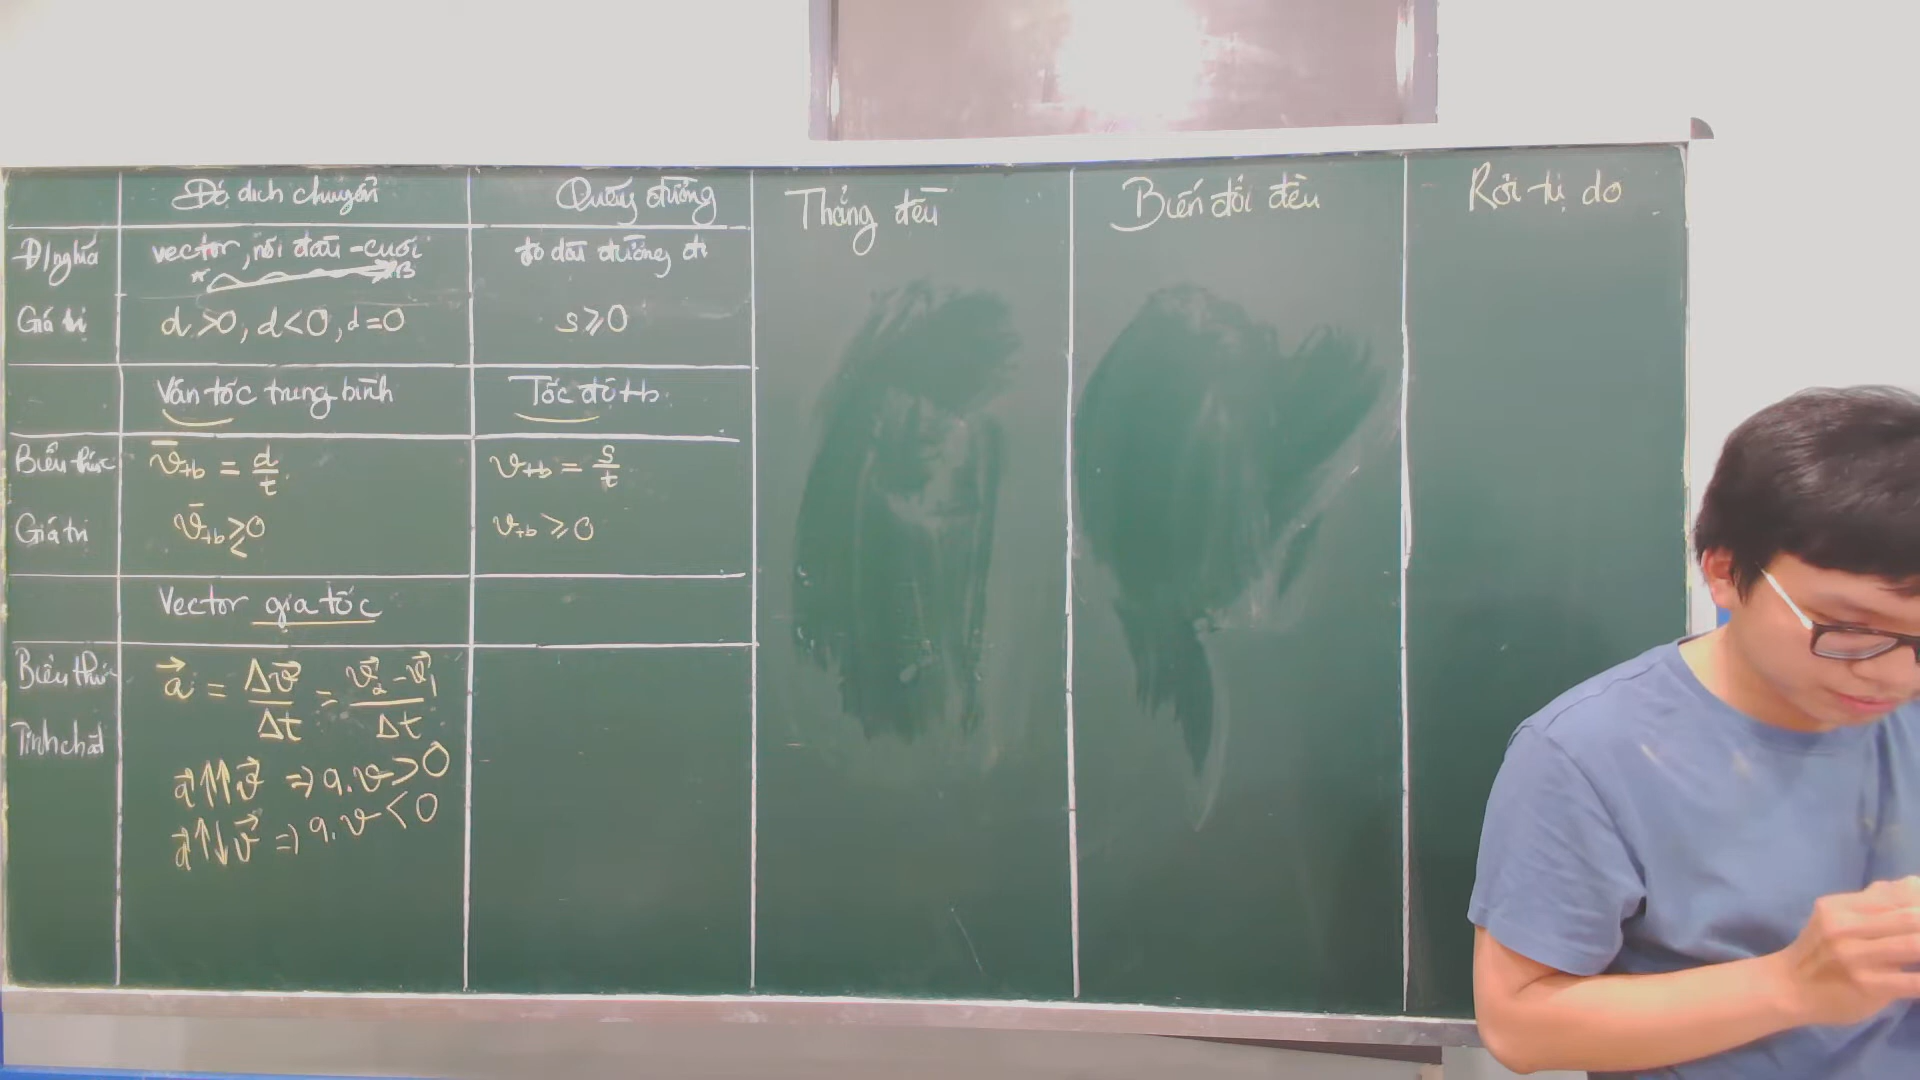 Độ dịch chuyển
Quãng đường
Thẳng đều
Biến đổi đều
Rơi tự do
Đ/nghĩa
vector, nối đầu - cuối
độ dài đường đi
B
Giá trị
d > 0, d < 0, d = 0
s ⩾ 0
Vận tốc trung bình
Tốc độ tb
Biểu thức
v̄tb = d/t
vtb = s/t
Giá trị
v̄tb ⪌ 0
vtb ⩾ 0
Vector gia tốc
Biểu thức
a⃗ = Δv⃗/Δt = (v⃗2 - v⃗1)/Δt
Tính chất
a⃗ ↑↑ v⃗ => a.v > 0
a⃗ ↑↓ v⃗ => a.v < 0